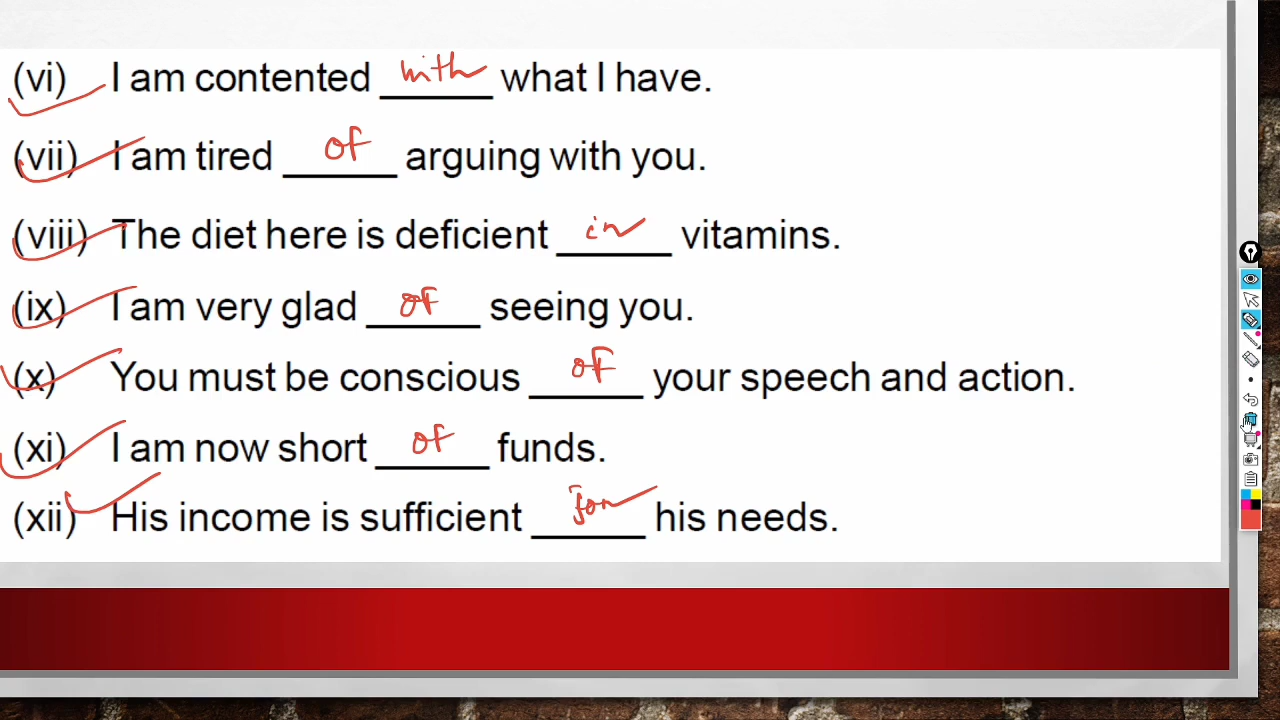 (vi) I am contented with what I have.
(vii) I am tired of arguing with you.
(viii) The diet here is deficient in vitamins.
(ix) I am very glad of seeing you.
(x) You must be conscious of your speech and action.
(xi) I am now short of funds.
(xii) His income is sufficient for his needs.